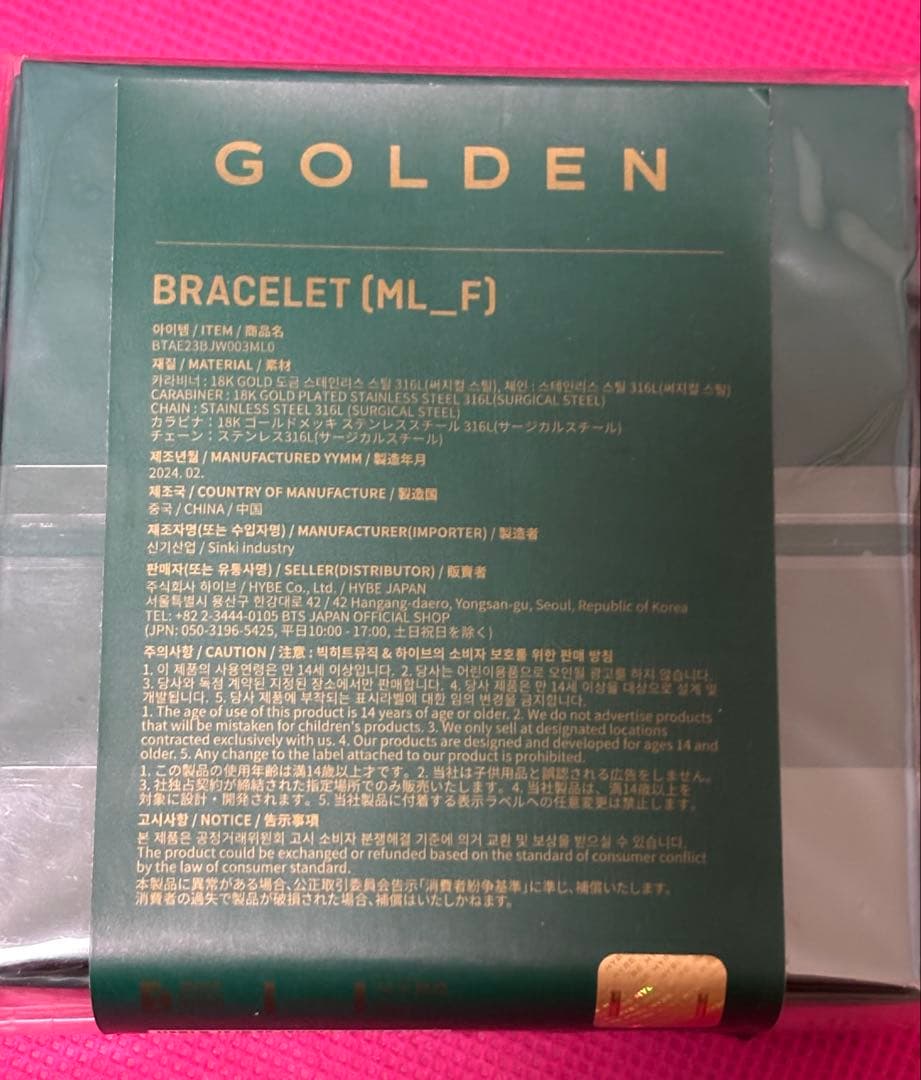 GOLDEN
BRACELET (ML_F)
아이템 / ITEM / 商品名
BTAE23BJW003ML0
재질 / MATERIAL / 素材
카라비너 : 18K GOLD 도금 스테인리스 스틸 316L(써지컬 스틸), 체인 : 스테인리스 스틸 316L(써지컬 스틸)
CARABINER : 18K GOLD PLATED STAINLESS STEEL 316L(SURGICAL STEEL)
CHAIN : STAINLESS STEEL 316L (SURGICAL STEEL)
カラビナ : 18K ゴールドメッキ ステンレススチール 316L(サージカルスチール)
チェーン : ステンレス316L(サージカルスチール)
제조년월 / MANUFACTURED YYMM / 製造年月
2024. 02.
제조국 / COUNTRY OF MANUFACTURE / 製造国
중국 / CHINA / 中国
제조자명(또는 수입자명) / MANUFACTURER(IMPORTER) / 製造者
신기산업 / Sinki industry
판매자(또는 유통사명) / SELLER(DISTRIBUTOR) / 販賣者
주식회사 하이브 / HYBE Co., Ltd. / HYBE JAPAN
서울특별시 용산구 한강대로 42 / 42 Hangang-daero, Yongsan-gu, Seoul, Republic of Korea
TEL: +82 2-3444-0105 BTS JAPAN OFFICIAL SHOP
(JPN: 050-3196-5425, 平日10:00 - 17:00, 土日祝日を除く)
주의사항 / CAUTION / 注意 : 빅히트뮤직 & 하이브의 소비자 보호를 위한 판매 방침
1. 이 제품의 사용연령은 만 14세 이상입니다. 2. 당사는 어린이용품으로 오인될 광고를 하지 않습니다.
3. 당사와 독점 계약된 지정된 장소에서만 판매합니다. 4. 당사 제품은 만 14세 이상을 대상으로 설계 및
개발됩니다. 5. 당사 제품에 부착되는 표시라벨에 대한 임의 변경을 금지합니다.
1. The age of use of this product is 14 years of age or older. 2. We do not advertise products
that will be mistaken for children's products. 3. We only sell at designated locations
contracted exclusively with us. 4. Our products are designed and developed for ages 14 and
older. 5. Any change to the label attached to our product is prohibited.
1. この製品の使用年齢は満14歳以上才です。2. 当社は子供用品と誤認される広告をしません。
3. 社独占契約が締結された指定場所でのみ販売いたします。4. 当社製品は、満14歳以上を
対象に設計・開発されます。5. 当社製品に付着する表示ラベルへの任意変更は禁止します。
고시사항 / NOTICE / 告示事項
본 제품은 공정거래위원회 고시 소비자 분쟁해결 기준에 의거 교환 및 보상을 받으실 수 있습니다.
The product could be exchanged or refunded based on the standard of consumer conflict
by the law of consumer standard.
本製品に異常がある場合、公正取引委員会告示「消費者紛争基準」に準じ、補償いたします。
消費者の過失で製品が破損された場合、補償はいたしかねます。